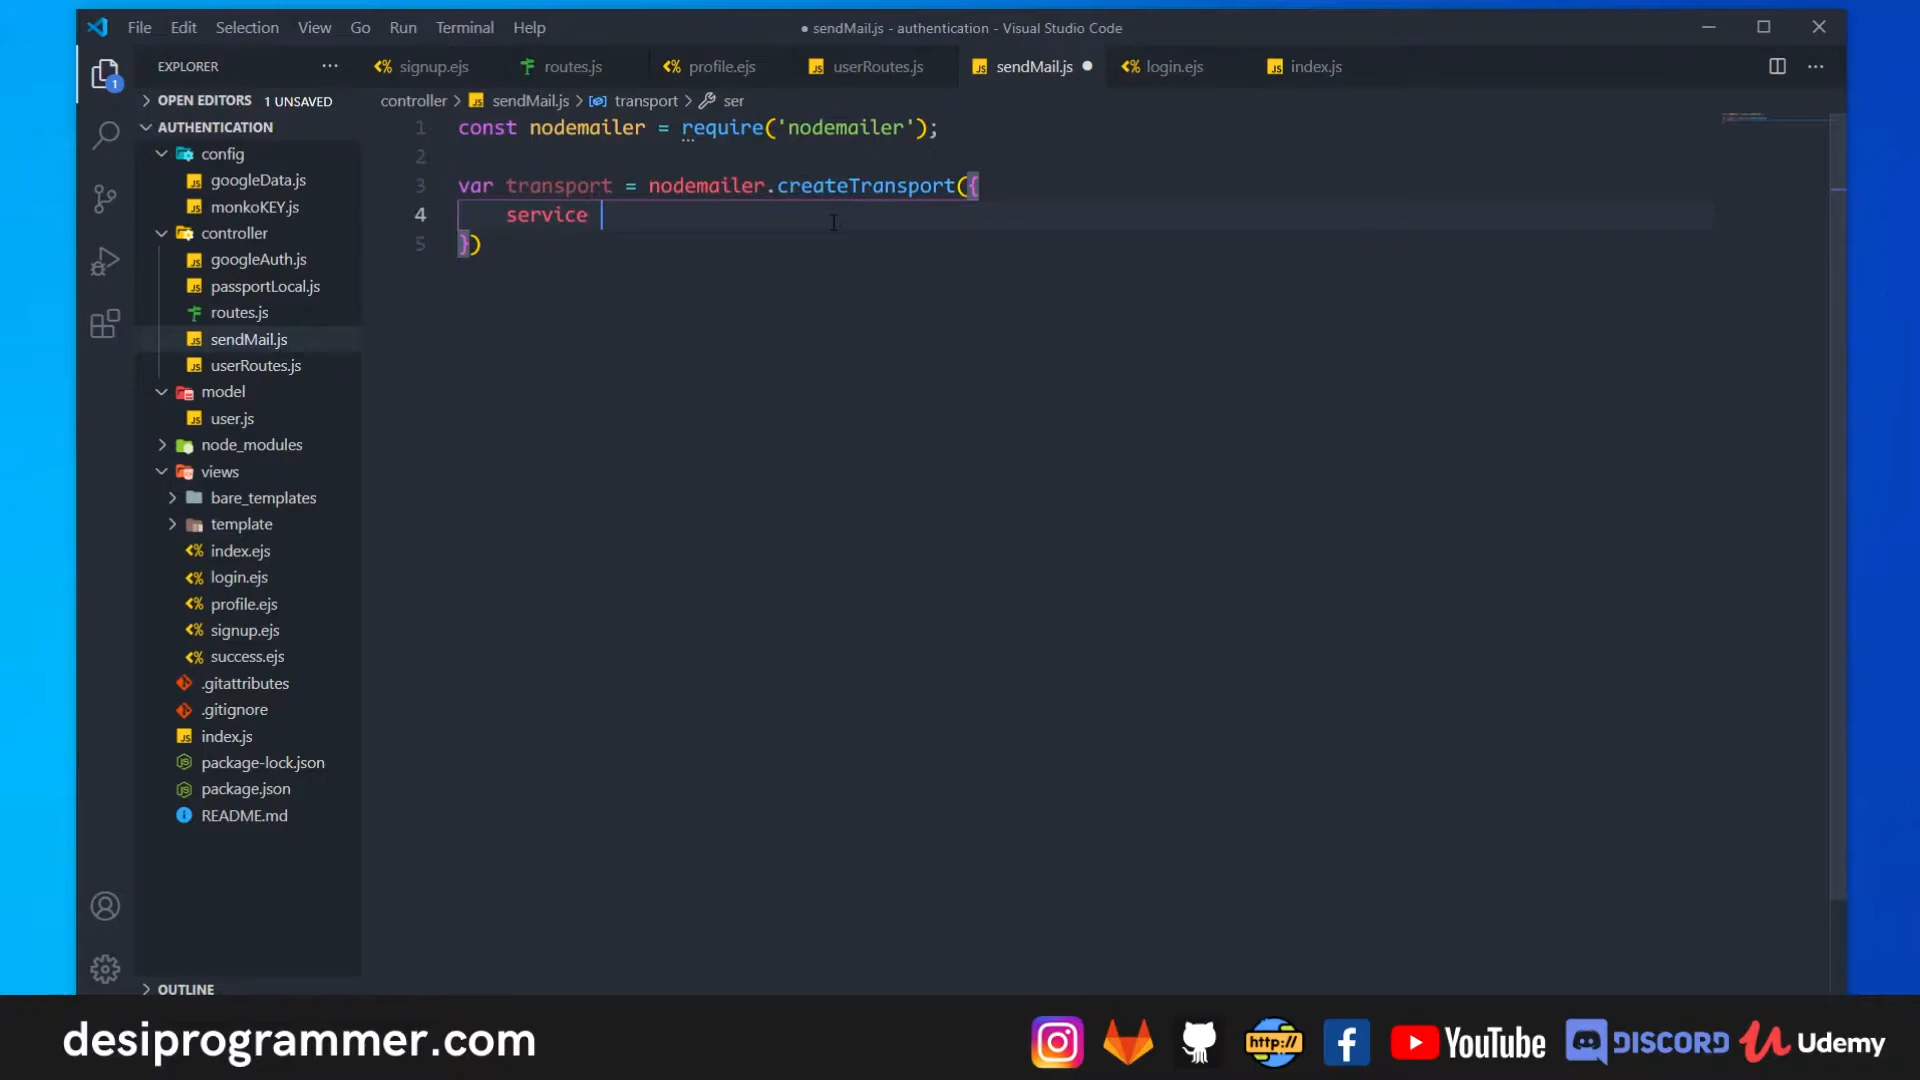 File Edit Selection View Go Run Terminal Help
● sendMail.js - authentication - Visual Studio Code
EXPLORER
signup.ejs routes.js profile.ejs userRoutes.js sendMail.js login.ejs index.js
OPEN EDITORS 1 UNSAVED
controller > sendMail.js > transport > ser
AUTHENTICATION
config
googleData.js
monkoKEY.js
controller
googleAuth.js
passportLocal.js
routes.js
sendMail.js
userRoutes.js
model
user.js
node_modules
views
bare_templates
template
index.ejs
login.ejs
profile.ejs
signup.ejs
success.ejs
.gitattributes
.gitignore
index.js
package-lock.json
package.json
README.md
OUTLINE
1
1 const nodemailer = require('nodemailer');
2
3 var transport = nodemailer.createTransport({
4 service
5 })
desiprogrammer.com
http:// YouTube DISCORD Udemy